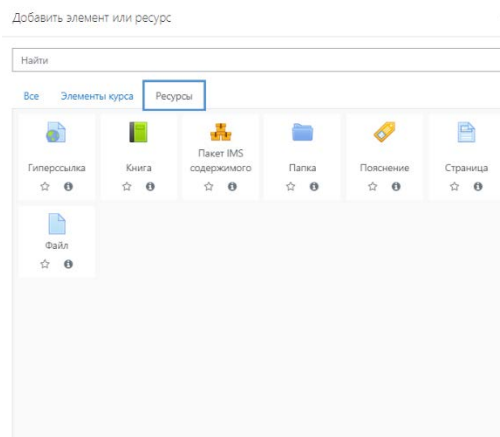 Добавить элемент или ресурс
Найти
Все Элементы курса Ресурсы
Гиперссылка
Книга
Пакет IMS
содержимого
Папка
Пояснение
Страница
Файл